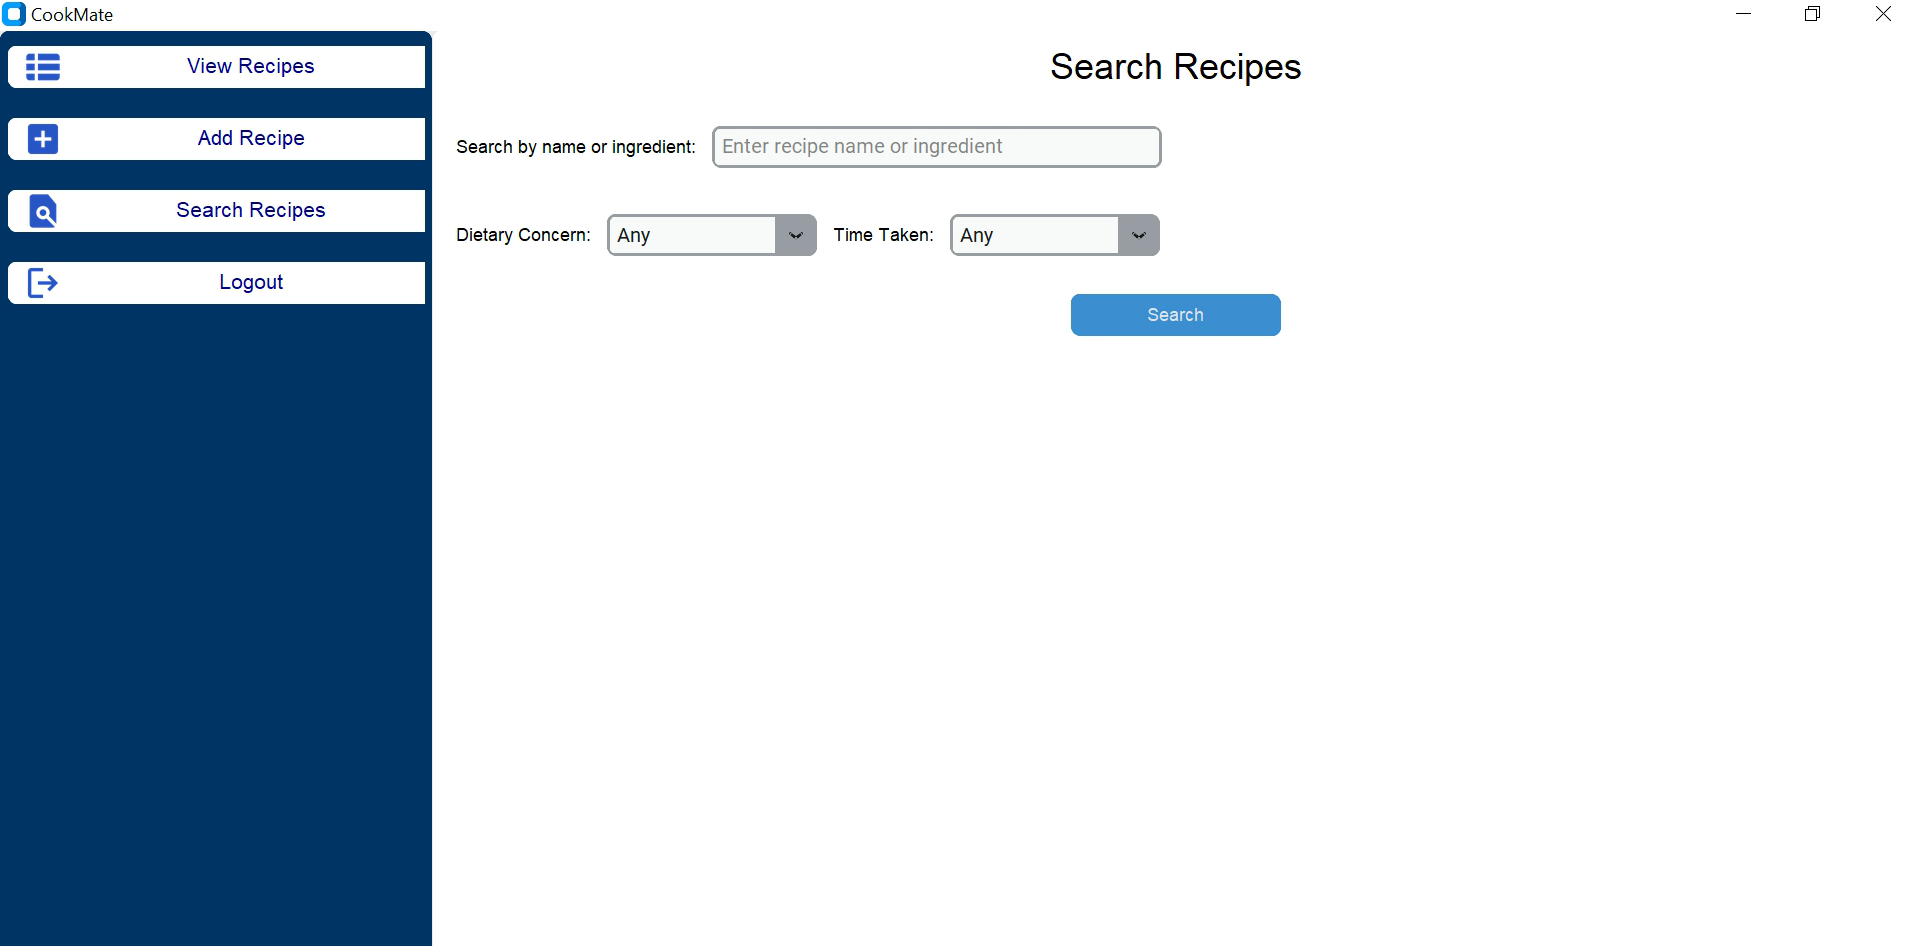 CookMate
View Recipes
Add Recipe
Search Recipes
Logout
Search Recipes
Search by name or ingredient: Enter recipe name or ingredient
Dietary Concern: Any Time Taken: Any
Search